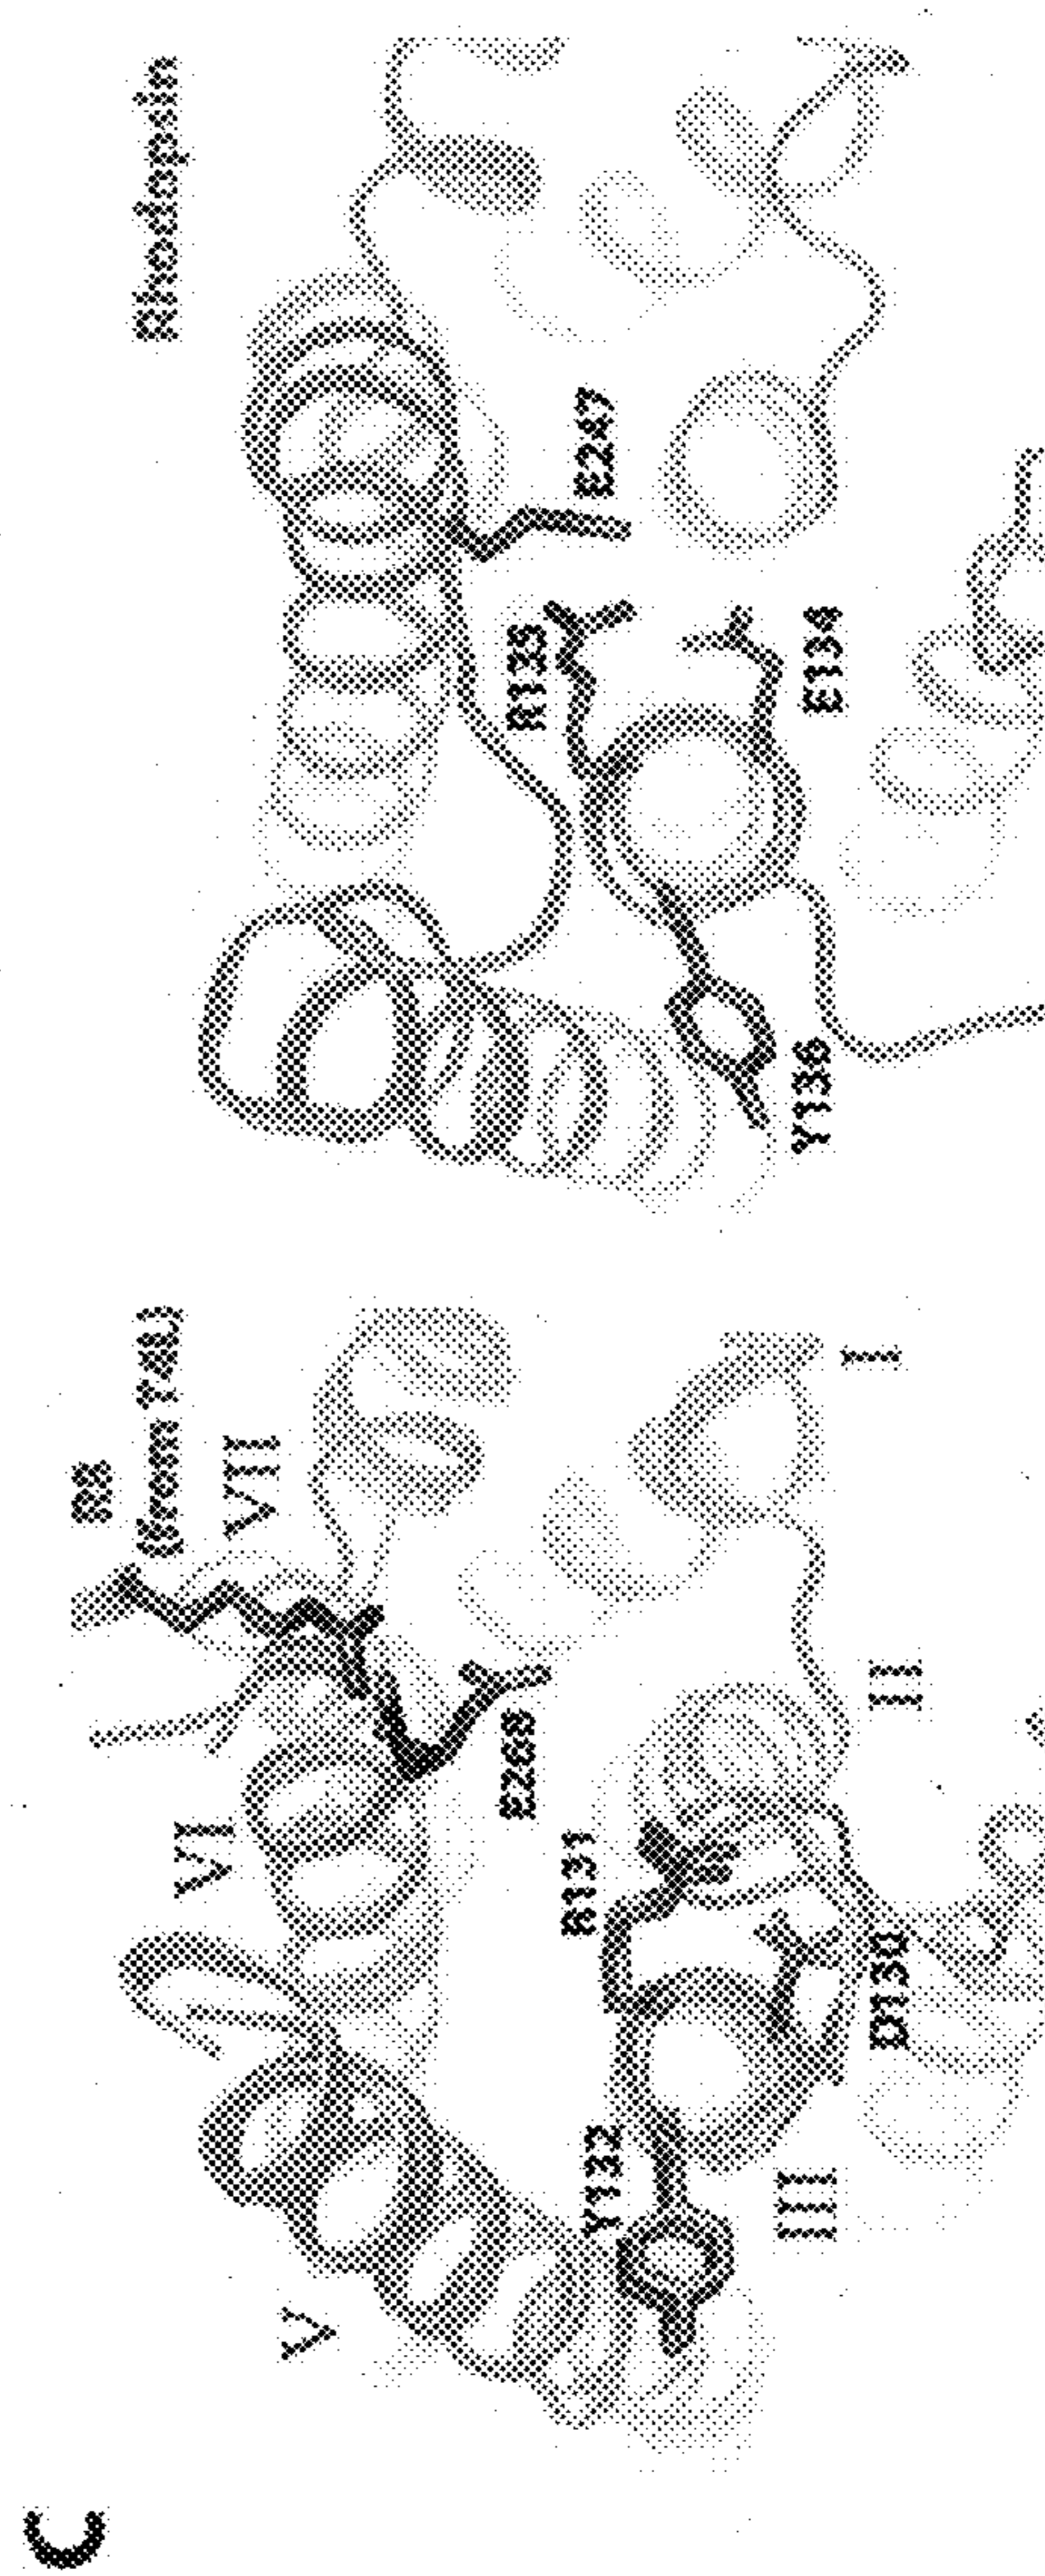 C
R8
(from T4L)
VII
VI
V
E268
R131
Y132
D130
III
II
I
Rhodopsin
E247
R135
E134
Y136